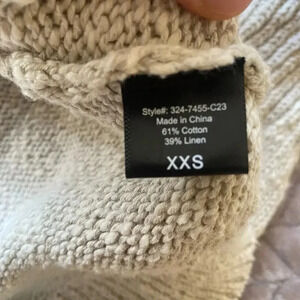 Style#: 324-7455-C23
Made in China
61% Cotton
39% Linen
XXS